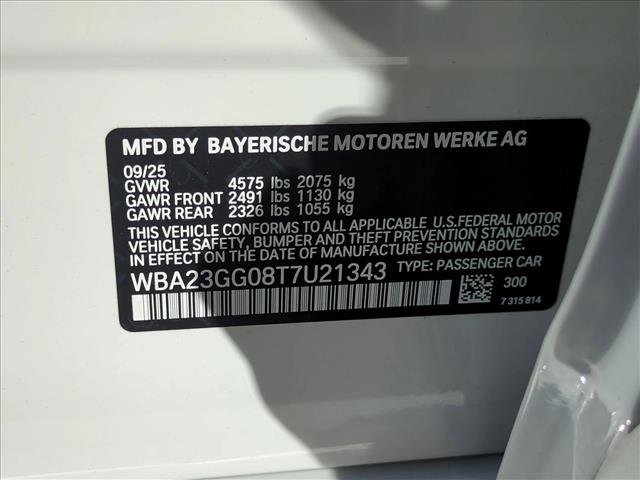 MFD BY BAYERISCHE MOTOREN WERKE AG
09/25
GVWR 4575 lbs 2075 kg
GAWR FRONT 2491 lbs 1130 kg
GAWR REAR 2326 lbs 1055 kg
THIS VEHICLE CONFORMS TO ALL APPLICABLE U.S.FEDERAL MOTOR
VEHICLE SAFETY, BUMPER AND THEFT PREVENTION STANDARDS
IN EFFECT ON THE DATE OF MANUFACTURE SHOWN ABOVE.
WBA23GG08T7U21343 TYPE: PASSENGER CAR
300
7 315 814